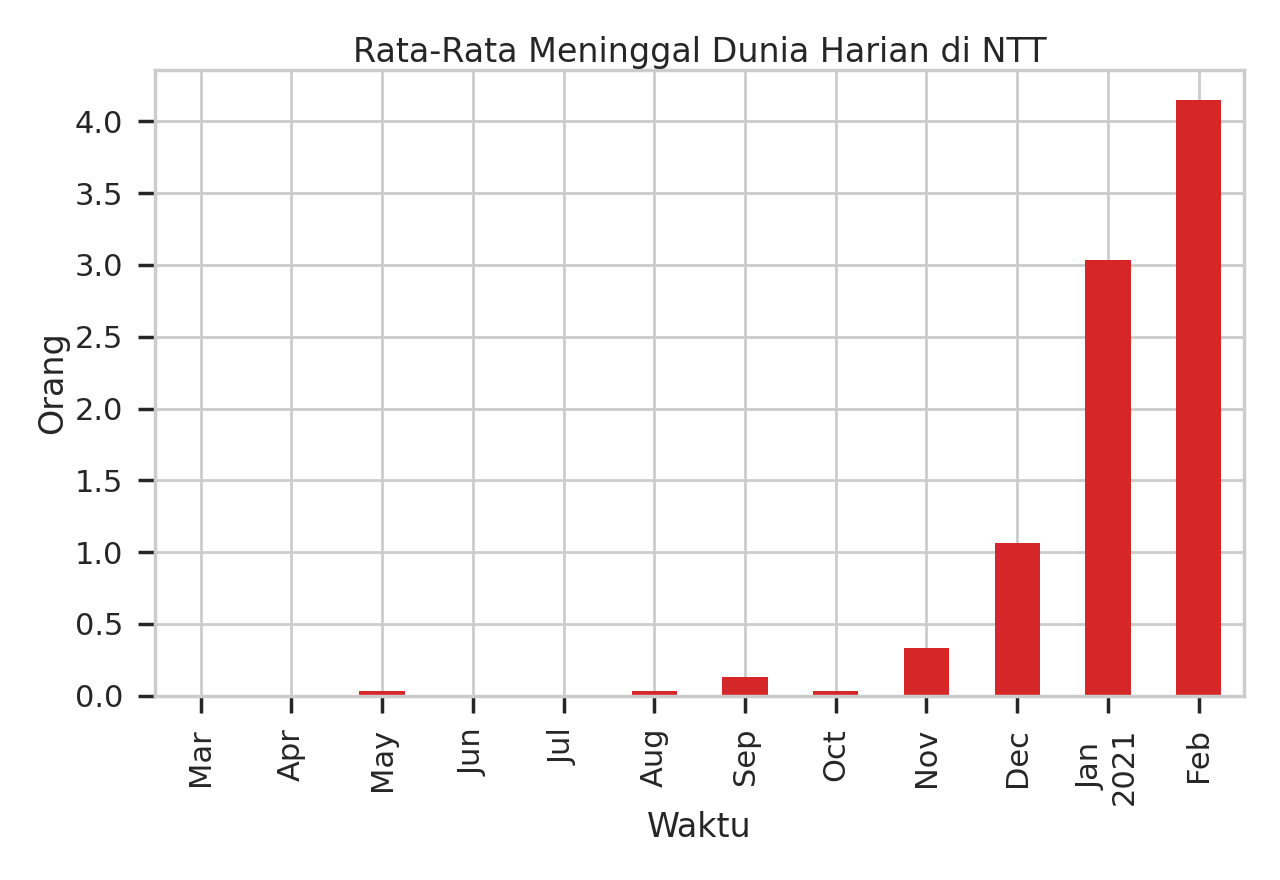 Rata-Rata Meninggal Dunia Harian di NTT
4.0
3.5
3.0
2.5
2.0
1.5
1.0
0.5
0.0
Orang
Mar
Apr
May
Jun
Jul
Aug
Sep
Oct
Nov
Dec
Jan
2021
Feb
Waktu